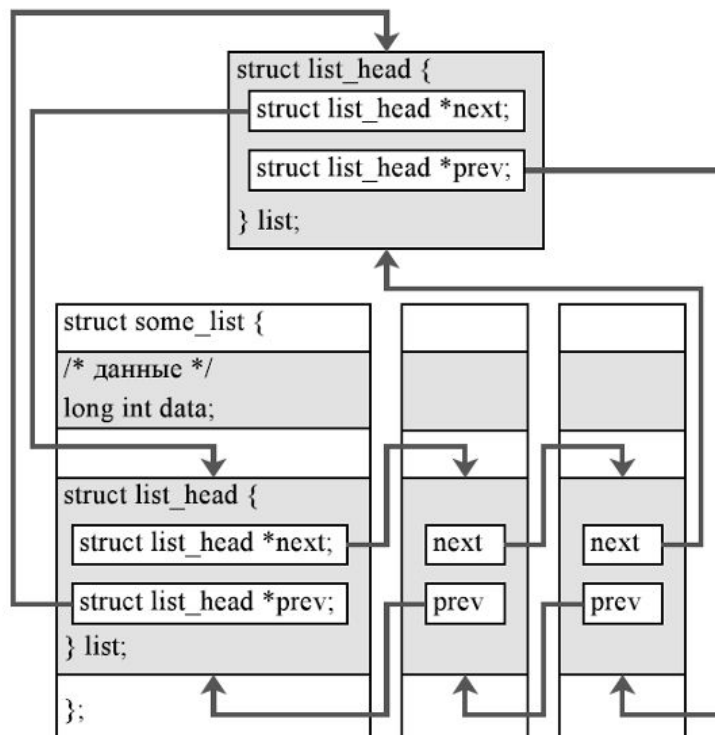 struct list_head {
struct list_head *next;
struct list_head *prev;
} list;
struct some_list {
/* данные */
long int data;
struct list_head {
struct list_head *next;
struct list_head *prev;
} list;
};
next
prev
next
prev